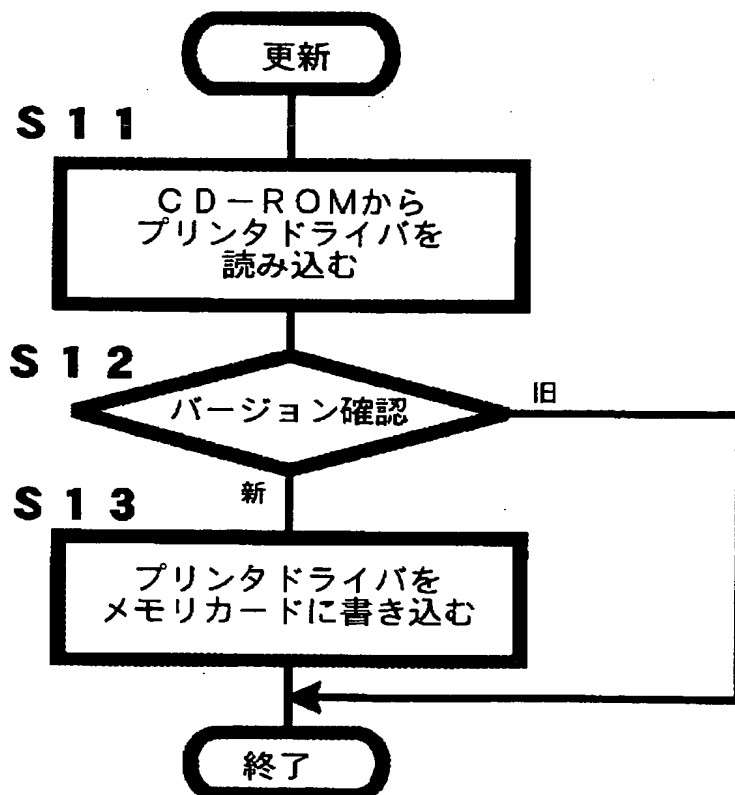 更新
S11
CD-ROMから
プリンタドライバを
読み込む
S12
バージョン確認
旧
新
S13
プリンタドライバを
メモリカードに書き込む
終了